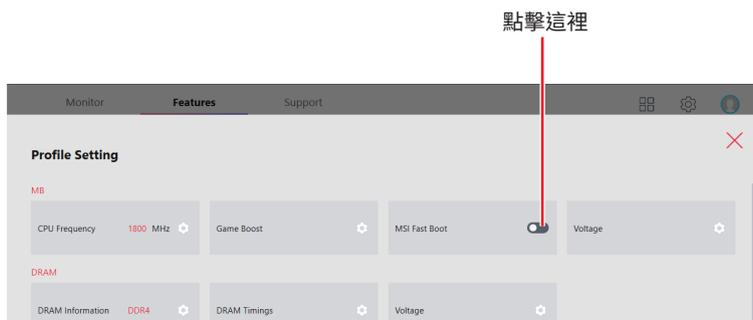 點擊這裡
Monitor Features Support
Profile Setting
MB
CPU Frequency 1800 MHz Game Boost MSI Fast Boot Voltage
DRAM
DRAM Information DDR4 DRAM Timings Voltage